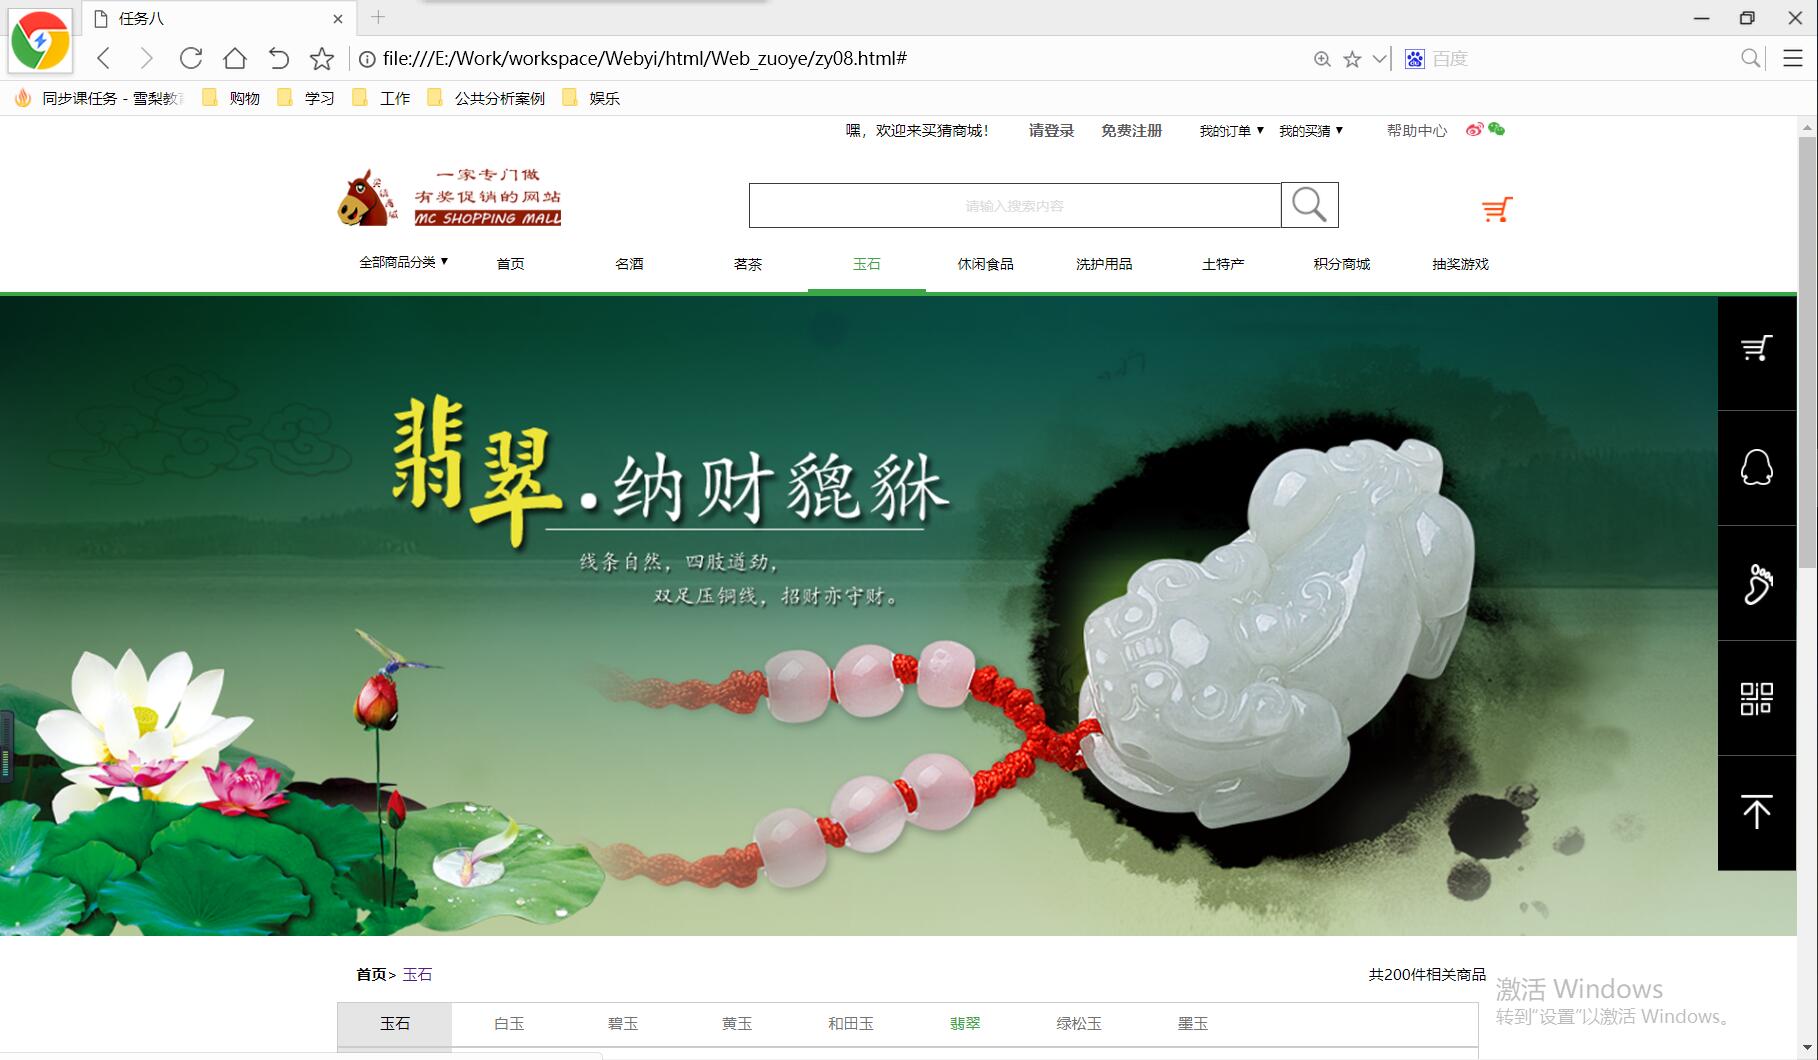 任务八
file:///E:/Work/workspace/Webyi/html/Web_zuoye/zy08.html#
百度
同步课任务 - 雪梨教
购物
学习
工作
公共分析案例
娱乐
嘿，欢迎来买猜商城！
请登录
免费注册
我的订单▼
我的买猜▼
帮助中心
一家专门做
有奖促销的网站
MC SHOPPING MALL
请输入搜索内容
全部商品分类▼
首页
名酒
茗茶
玉石
休闲食品
洗护用品
土特产
积分商城
抽奖游戏
翡翠·纳财貔貅
线条自然，四肢遒劲，
双足压铜线，招财亦守财。
首页> 玉石
共200件相关商品
玉石
白玉
碧玉
黄玉
和田玉
翡翠
绿松玉
墨玉
激活 Windows
转到"设置"以激活 Windows。